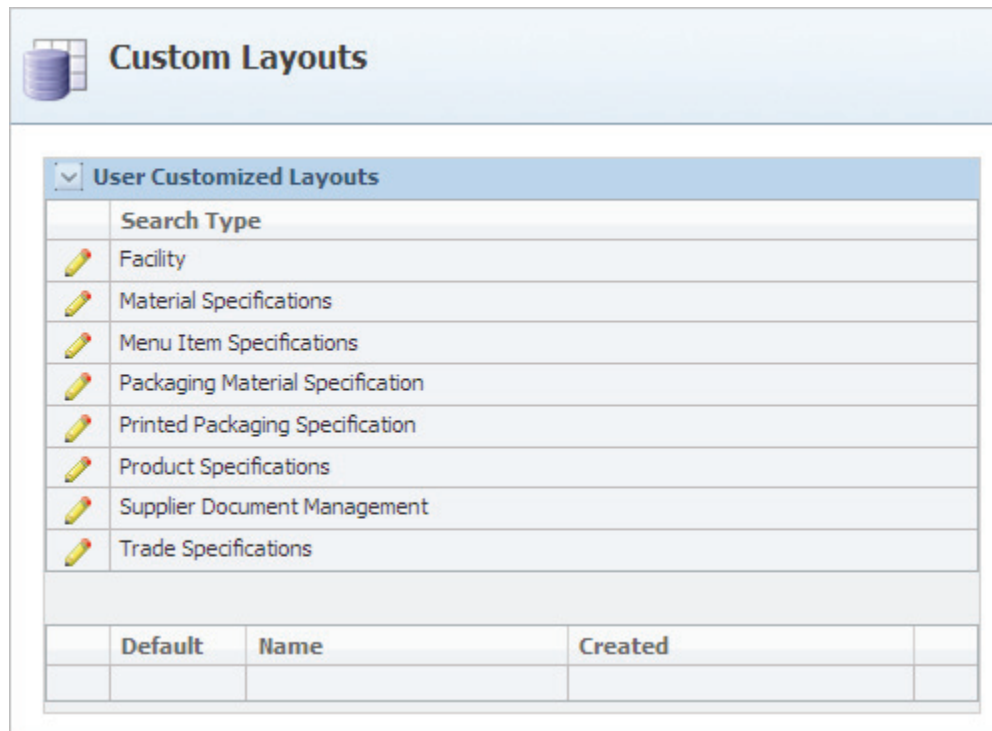 Custom Layouts
User Customized Layouts
Search Type
Facility
Material Specifications
Menu Item Specifications
Packaging Material Specification
Printed Packaging Specification
Product Specifications
Supplier Document Management
Trade Specifications
Default Name Created